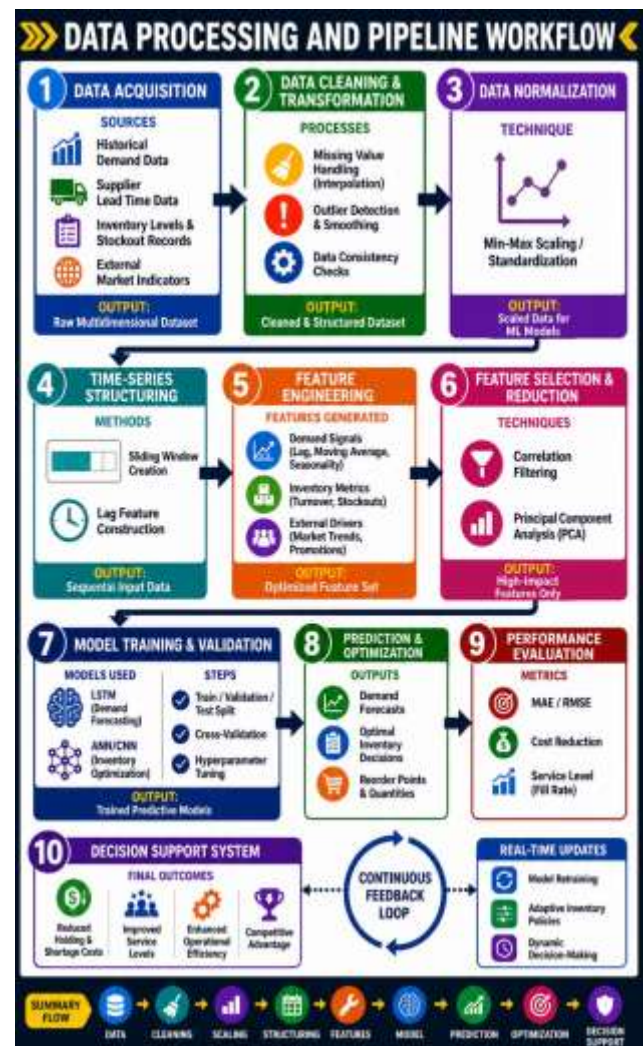 DATA PROCESSING AND PIPELINE WORKFLOW
1 DATA ACQUISITION
SOURCES
Historical
Demand Data
Supplier
Lead Time Data
Inventory Levels &
Stockout Records
External
Market Indicators
OUTPUT:
Raw Multidimensional Dataset
2 DATA CLEANING &
TRANSFORMATION
PROCESSES
Missing Value
Handling
(Interpolation)
Outlier Detection
& Smoothing
Data Consistency
Checks
OUTPUT:
Cleaned & Structured Dataset
3 DATA NORMALIZATION
TECHNIQUE
Min-Max Scaling /
Standardization
OUTPUT:
Scaled Data for
ML Models
4 TIME-SERIES
STRUCTURING
METHODS
Sliding Window
Creation
Lag Feature
Construction
OUTPUT:
Sequential Input Data
5 FEATURE
ENGINEERING
FEATURES GENERATED
Demand Signals
(Lag, Moving Average,
Seasonality)
Inventory Metrics
(Turnover, Stockouts)
External Drivers
(Market Trends,
Promotions)
OUTPUT:
Optimized Feature Set
6 FEATURE SELECTION &
REDUCTION
TECHNIQUES
Correlation
Filtering
Principal Component
Analysis (PCA)
OUTPUT:
High-Impact
Features Only
7 MODEL TRAINING & VALIDATION
MODELS USED
LSTM
(Demand
Forecasting)
ANN/CNN
(Inventory
Optimization)
STEPS
Train / Validation /
Test Split
Cross-Validation
Hyperparameter
Tuning
OUTPUT:
Trained Predictive Models
8 PREDICTION &
OPTIMIZATION
OUTPUTS
Demand
Forecasts
Optimal
Inventory
Decisions
Reorder Points
& Quantities
9 PERFORMANCE
EVALUATION
METRICS
MAE / RMSE
Cost Reduction
Service Level
(Fill Rate)
10 DECISION SUPPORT SYSTEM
FINAL OUTCOMES
Reduced
Holding &
Shortage Costs
Improved
Service
Levels
Enhanced
Operational
Efficiency
Competitive
Advantage
CONTINUOUS
FEEDBACK
LOOP
REAL-TIME UPDATES
Model Retraining
Adaptive Inventory
Policies
Dynamic
Decision-Making
SUMMARY
FLOW
DATA
CLEANING
SCALING
STRUCTURING
FEATURES
MODEL
PREDICTION
OPTIMIZATION
DECISION
SUPPORT